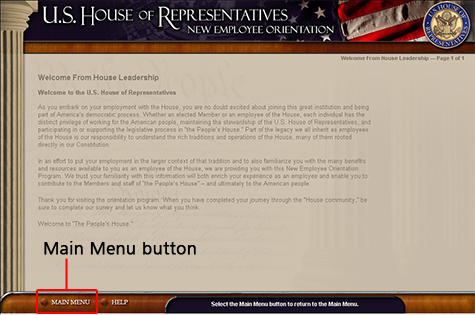 U.S. HOUSE OF REPRESENTATIVES
NEW EMPLOYEE ORIENTATION
U.S. HOUSE OF
REPRESENTATIVES
Welcome From House Leadership — Page 1 of 1
Welcome From House Leadership
Welcome to the U.S. House of Representatives
As you embark on your employment with the House, you are no doubt excited about joining this great institution and being
part of America's democratic process. Whether an elected Member or an employee of the House, each individual has the
distinct privilege of working for the American people, maintaining the stewardship of the U.S. House of Representatives, and
participating in or supporting the legislative process in "the People's House." Part of the legacy we all inherit as employees
of the House is our responsibility to understand the rich traditions and operations of the House, many of them rooted
directly in our Constitution.
In an effort to put your employment in the larger context of that tradition and to also familiarize you with the many benefits
and resources available to you as an employee of the House, we are providing you with this New Employee Orientation
Program. We trust your familiarity with this information will both enrich your experience as an employee and enable you to
contribute to the Members and staff of "the People's House" – and ultimately to the American people.
Thank you for visiting the orientation program. When you have completed your journey through the "House community," be
sure to complete our survey and let us know what you think.
Welcome to "The People's House."
Main Menu button
MAIN MENU
HELP
Select the Main Menu button to return to the Main Menu.